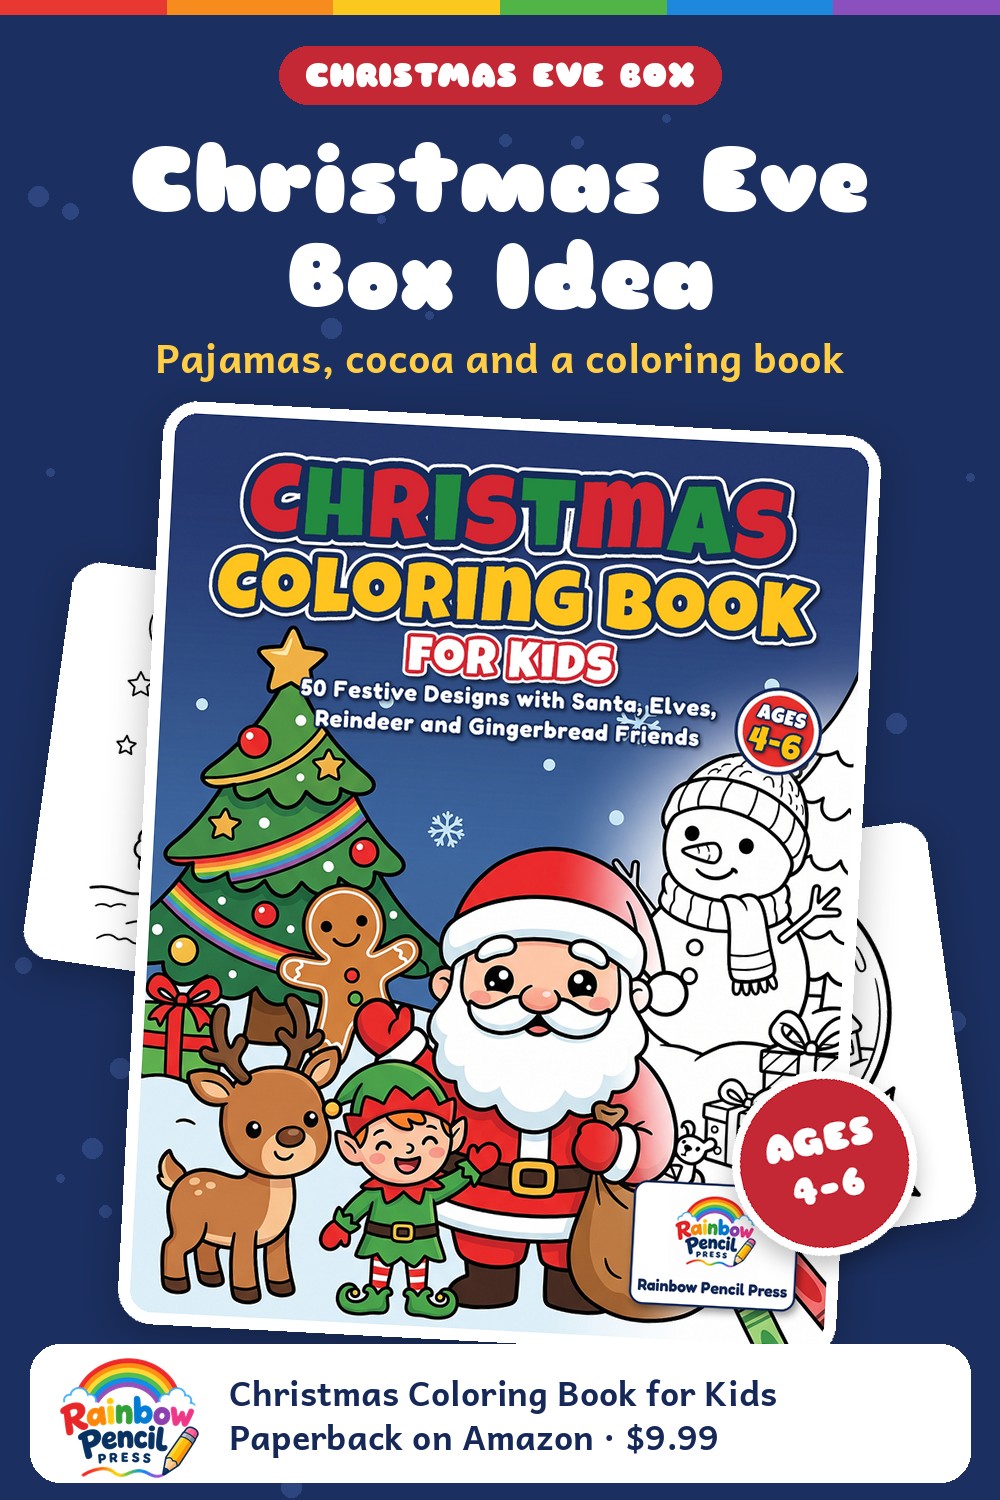 CHRISTMAS EVE BOX
Christmas Eve
Box Idea
Pajamas, cocoa and a coloring book
CHRISTMAS
COLORING BOOK
FOR KIDS
50 Festive Designs with Santa, Elves,
Reindeer and Gingerbread Friends
AGES
4-6
AGES
4-6
Rainbow
Pencil
PRESS
Rainbow Pencil Press
Rainbow
Pencil
PRESS
Christmas Coloring Book for Kids
Paperback on Amazon · $9.99